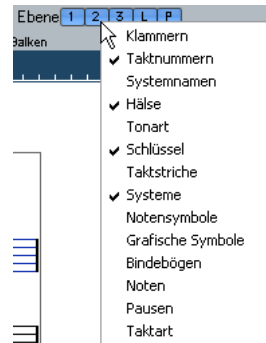 Ebene 1 2 3 L P
Balken
Klammern
Taktnummern
Systemnamen
Hälse
Tonart
Schlüssel
Taktstriche
Systeme
Notensymbole
Grafische Symbole
Bindebögen
Noten
Pausen
Taktart